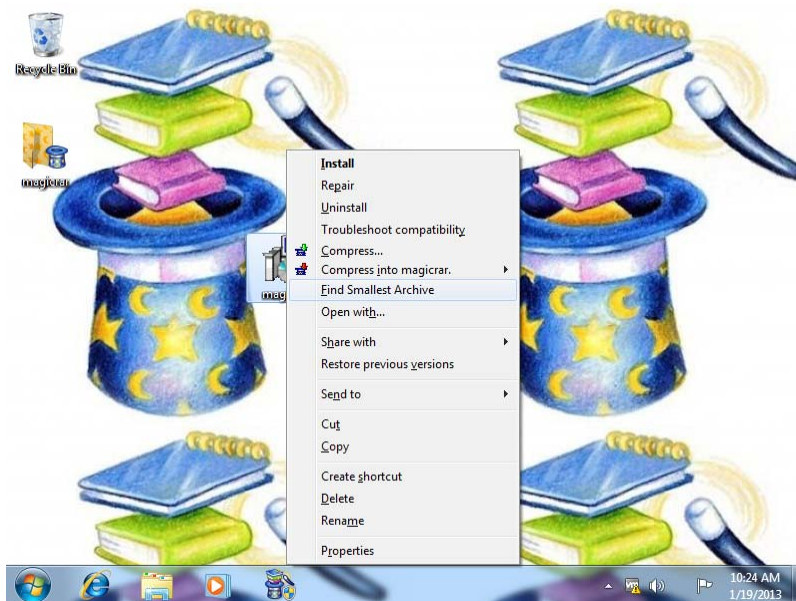 Recycle Bin
magicrar
mag
Install
Repair
Uninstall
Troubleshoot compatibility
Compress...
Compress into magicrar.
Find Smallest Archive
Open with...
Share with
Restore previous versions
Send to
Cut
Copy
Create shortcut
Delete
Rename
Properties
10:24 AM
1/19/2013